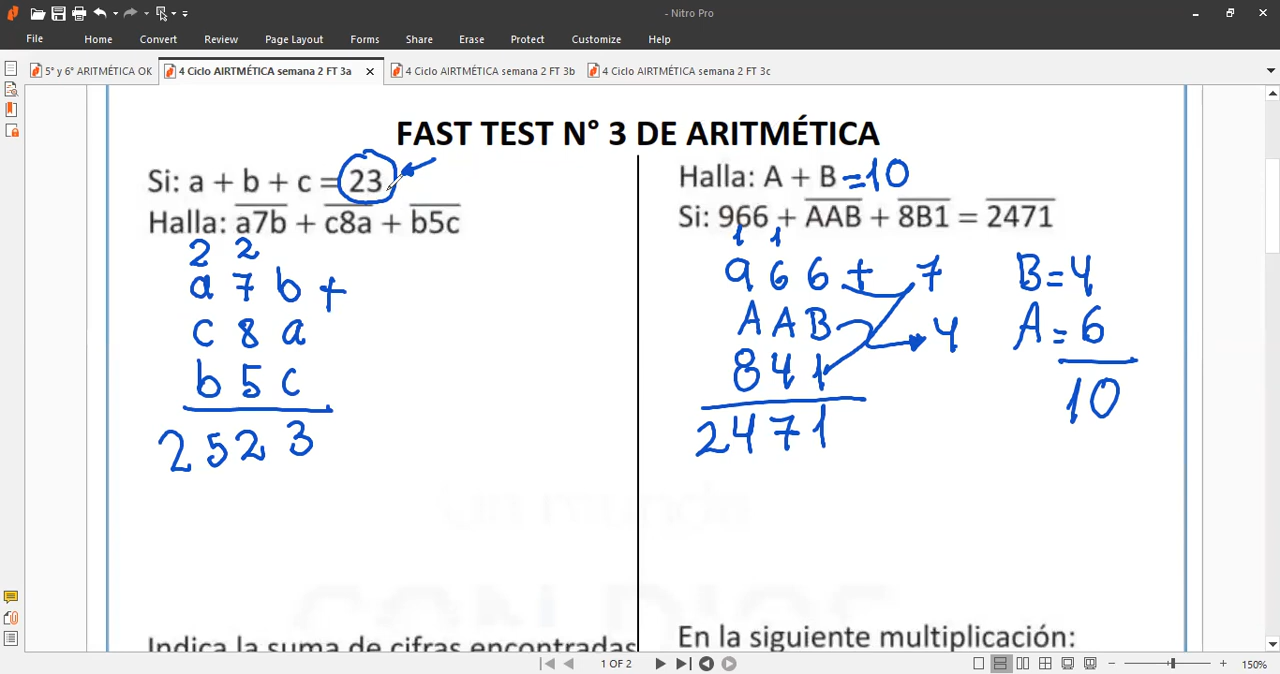 - Nitro Pro
File Home Convert Review Page Layout Forms Share Erase Protect Customize Help
5° y 6° ARITMÉTICA OK 4 Ciclo AIRTMÉTICA semana 2 FT 3a 4 Ciclo AIRTMÉTICA semana 2 FT 3b 4 Ciclo AIRTMÉTICA semana 2 FT 3c
FAST TEST N° 3 DE ARITMÉTICA
Si: a + b + c = 23
Halla: a7b + c8a + b5c
2 2
a 7 b +
c 8 a
b 5 c
2 5 2 3
Indica la suma de cifras encontradas
Halla: A + B = 10
Si: 966 + AAB + 8B1 = 2471
1 1
9 6 6 + 7
A A B 4
8 4 1
2 4 7 1
B = 4
A = 6
10
En la siguiente multiplicación:
CON DIOS
1 OF 2
150%